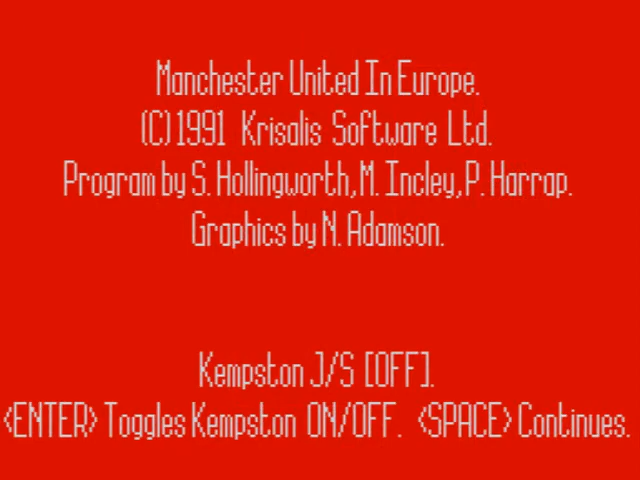 Manchester United In Europe.
(C) 1991 Krisalis Software Ltd.
Program by S. Hollingworth, M. Incley, P. Harrap.
Graphics by N. Adamson.
Kempston J/S [OFF].
<ENTER> Toggles Kempston ON/OFF. <SPACE> Continues.